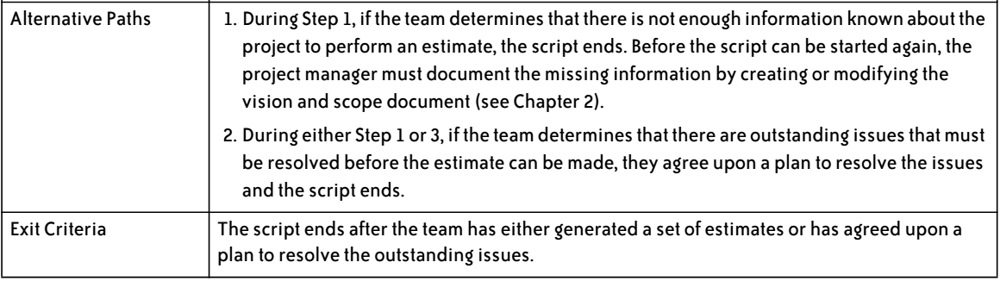 Alternative Paths
1. During Step 1, if the team determines that there is not enough information known about the
project to perform an estimate, the script ends. Before the script can be started again, the
project manager must document the missing information by creating or modifying the
vision and scope document (see Chapter 2).
2. During either Step 1 or 3, if the team determines that there are outstanding issues that must
be resolved before the estimate can be made, they agree upon a plan to resolve the issues
and the script ends.
Exit Criteria
The script ends after the team has either generated a set of estimates or has agreed upon a
plan to resolve the outstanding issues.